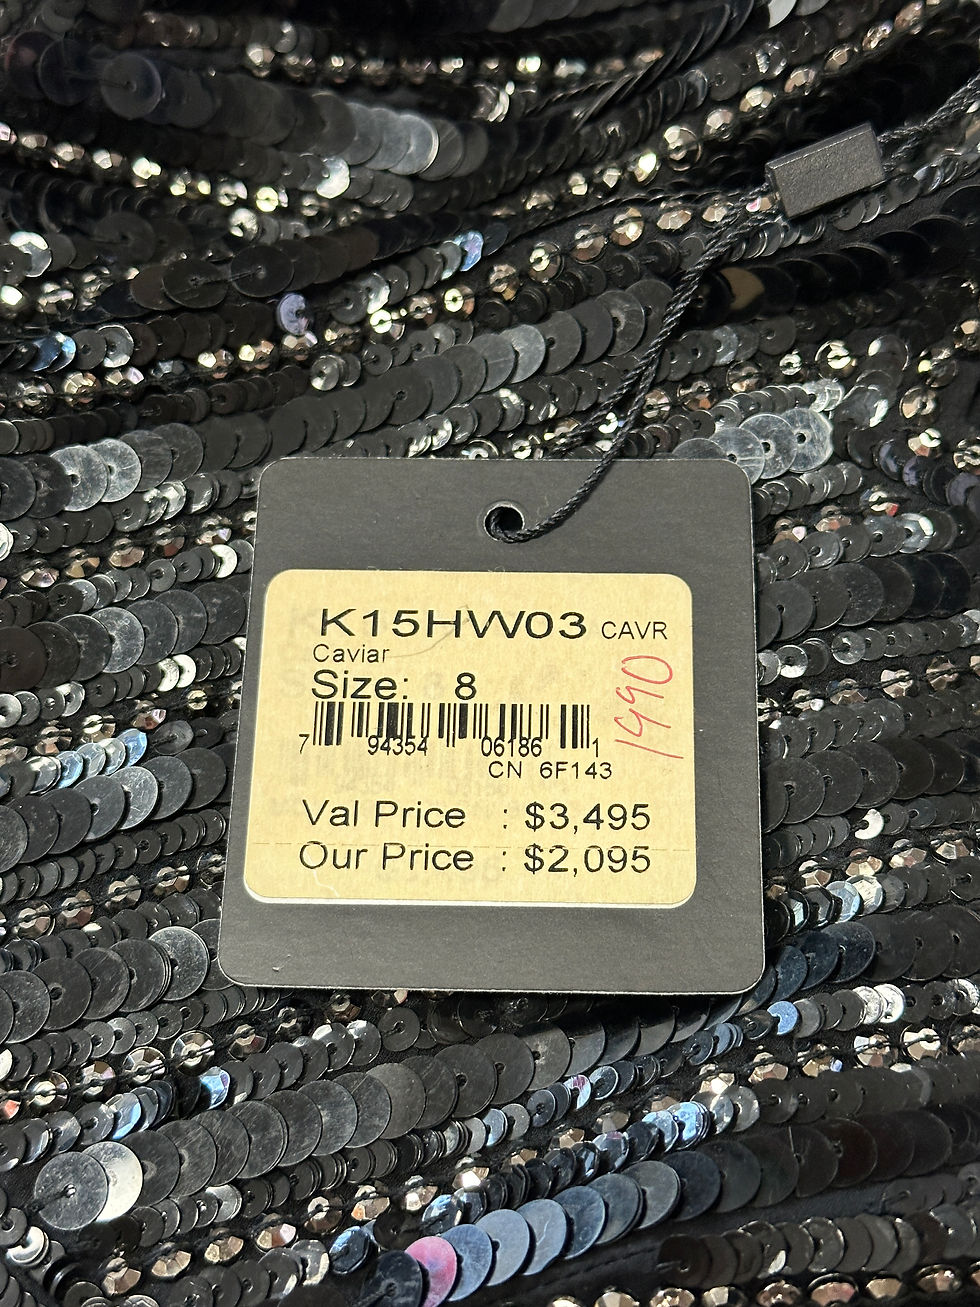 K15HW03 CAVR
Caviar
Size: 8
1990
7 94354 06186 1
CN 6F143
Val Price : $3,495
Our Price : $2,095